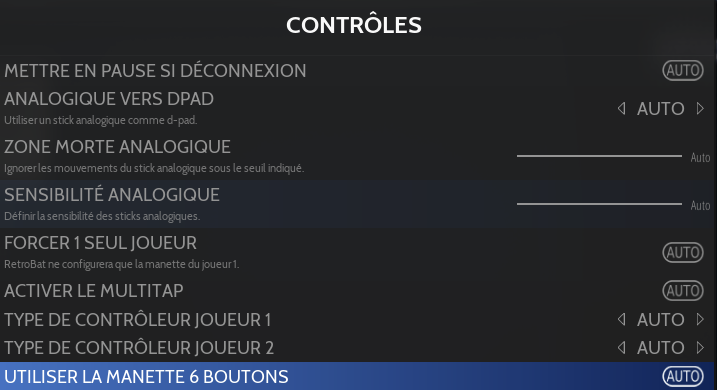 CONTRÔLES
METTRE EN PAUSE SI DÉCONNEXION AUTO
ANALOGIQUE VERS DPAD AUTO
Utiliser un stick analogique comme d-pad.
ZONE MORTE ANALOGIQUE Auto
Ignorer les mouvements du stick analogique sous le seuil indiqué.
SENSIBILITÉ ANALOGIQUE Auto
Définir la sensibilité des sticks analogiques.
FORCER 1 SEUL JOUEUR AUTO
RetroBat ne configurera que la manette du joueur 1.
ACTIVER LE MULTITAP AUTO
TYPE DE CONTRÔLEUR JOUEUR 1 AUTO
TYPE DE CONTRÔLEUR JOUEUR 2 AUTO
UTILISER LA MANETTE 6 BOUTONS AUTO